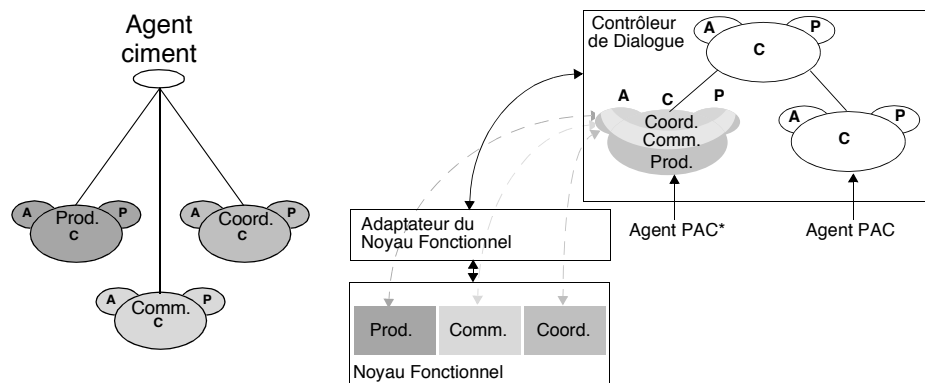 Agent
ciment
A
Prod.
P
C
A
Coord.
P
C
A
Comm.
P
C
Contrôleur
de Dialogue
A
P
C
A
C
P
Coord.
Comm.
Prod.
A
P
C
Agent PAC*
Agent PAC
Adaptateur du
Noyau Fonctionnel
Prod.
Comm.
Coord.
Noyau Fonctionnel